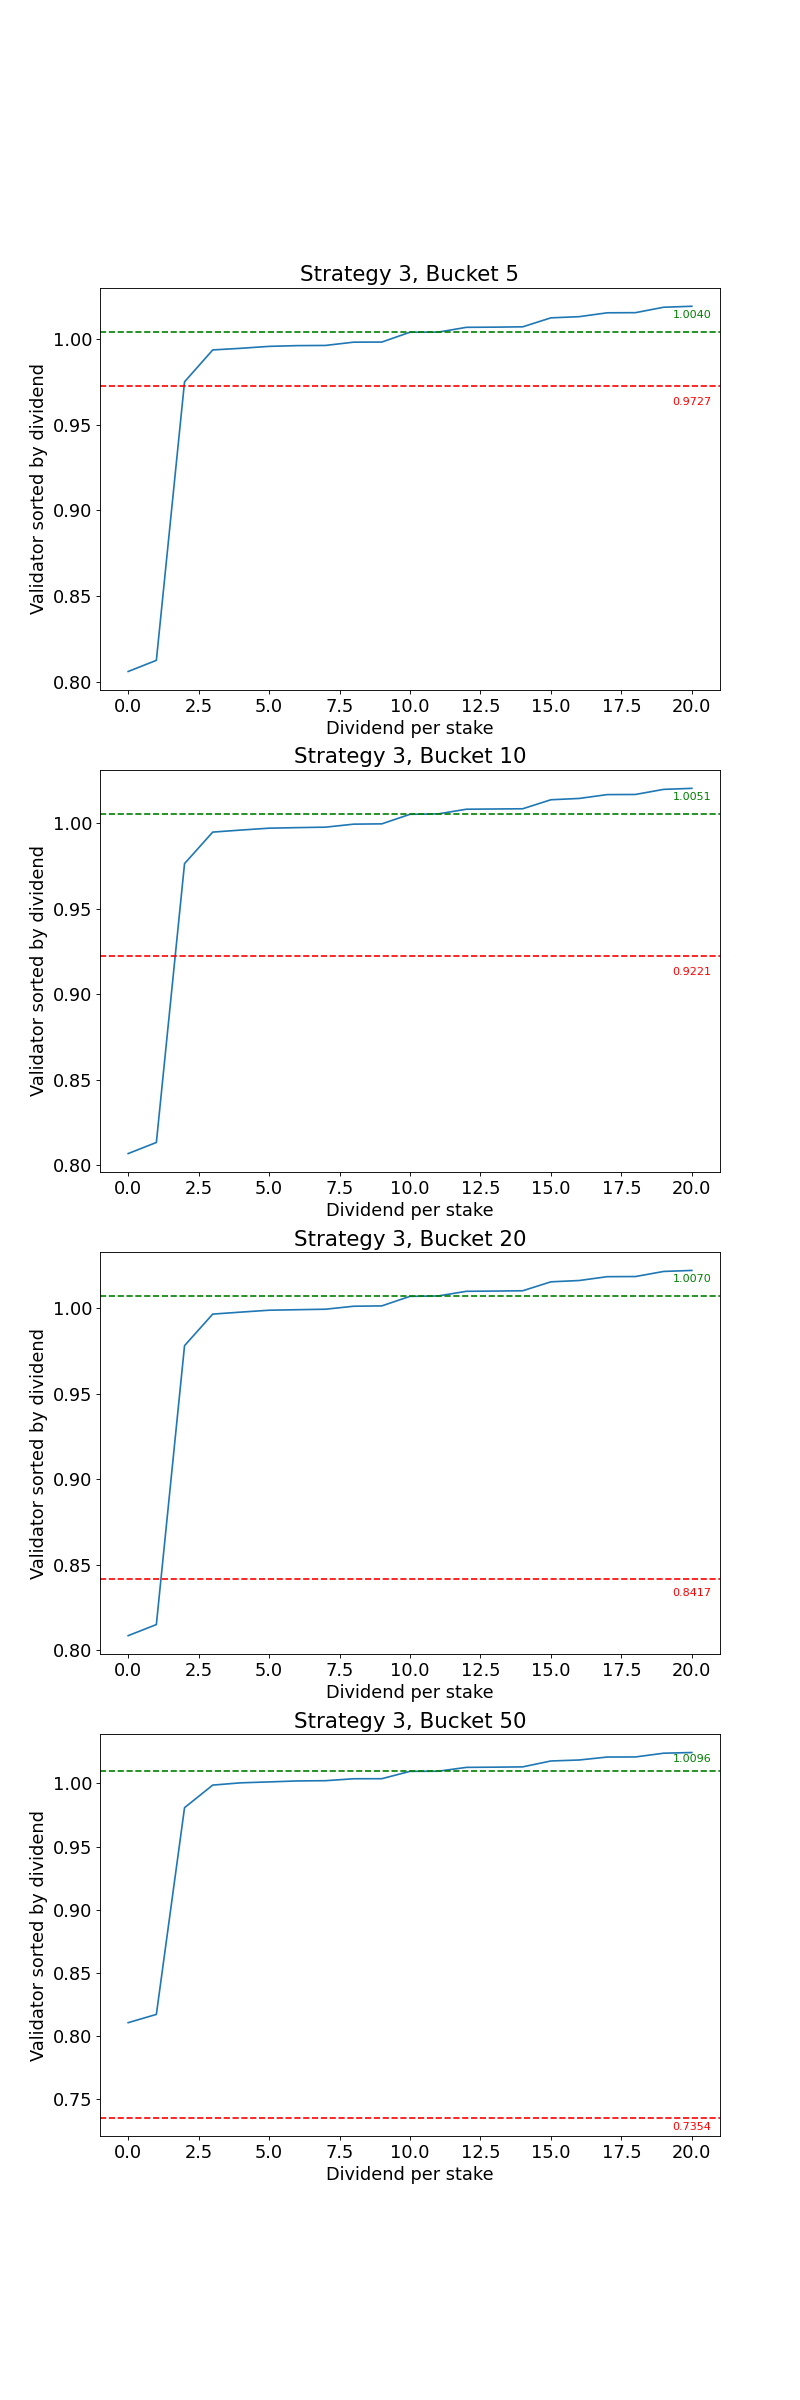 Strategy 3, Bucket 5
1.0040
1.00
0.9727
0.95
0.90
0.85
0.80
Validator sorted by dividend
0.0 2.5 5.0 7.5 10.0 12.5 15.0 17.5 20.0
Dividend per stake
Strategy 3, Bucket 10
1.0051
1.00
0.95
0.9221
0.90
0.85
0.80
Validator sorted by dividend
0.0 2.5 5.0 7.5 10.0 12.5 15.0 17.5 20.0
Dividend per stake
Strategy 3, Bucket 20
1.0070
1.00
0.95
0.90
0.85
0.8417
0.80
Validator sorted by dividend
0.0 2.5 5.0 7.5 10.0 12.5 15.0 17.5 20.0
Dividend per stake
Strategy 3, Bucket 50
1.0096
1.00
0.95
0.90
0.85
0.80
0.75
0.7354
Validator sorted by dividend
0.0 2.5 5.0 7.5 10.0 12.5 15.0 17.5 20.0
Dividend per stake